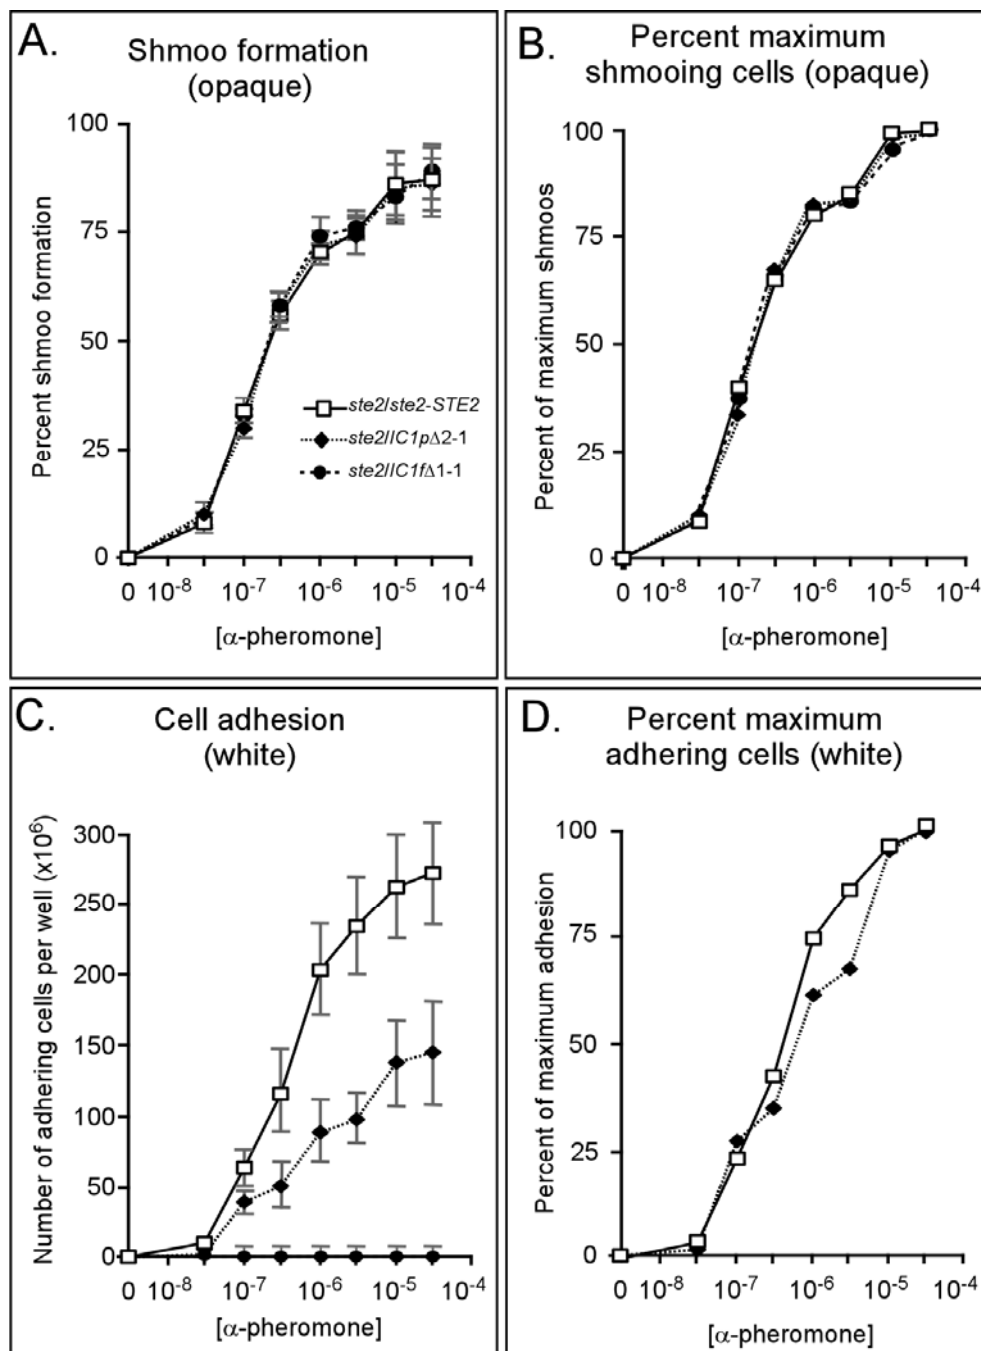 A.
Shmoo formation
(opaque)
Percent shmoo formation
100
75
50
25
0
ste2/ste2-STE2
ste2/IC1pΔ2-1
ste2/IC1fΔ1-1
0 10-8 10-7 10-6 10-5 10-4
[α-pheromone]
B.
Percent maximum
shmooing cells (opaque)
Percent of maximum shmoos
100
75
50
25
0
0 10-8 10-7 10-6 10-5 10-4
[α-pheromone]
C.
Cell adhesion
(white)
Number of adhering cells per well (x106)
300
250
200
150
100
50
0
0 10-8 10-7 10-6 10-5 10-4
[α-pheromone]
D.
Percent maximum
adhering cells (white)
Percent of maximum adhesion
100
75
50
25
0
0 10-8 10-7 10-6 10-5 10-4
[α-pheromone]